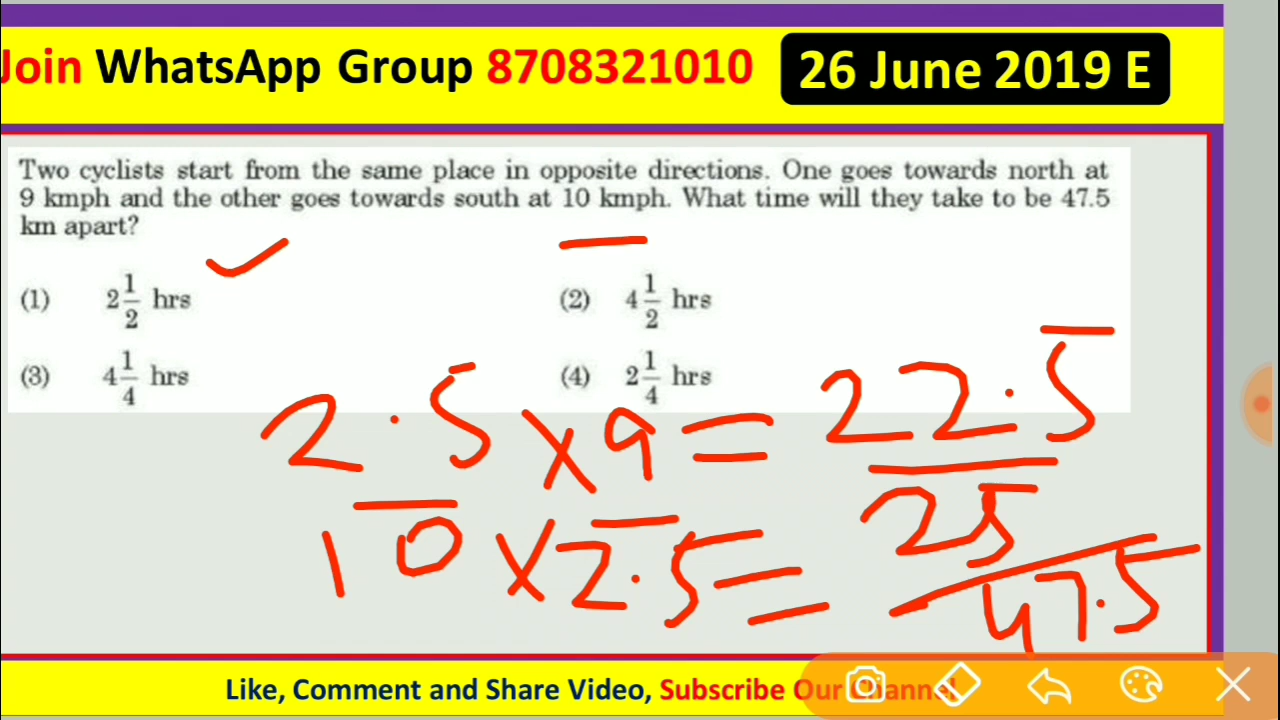 Join WhatsApp Group 8708321010 26 June 2019 E
Two cyclists start from the same place in opposite directions. One goes towards north at
9 kmph and the other goes towards south at 10 kmph. What time will they take to be 47.5
km apart?
(1) 2 1/2 hrs (2) 4 1/2 hrs
(3) 4 1/4 hrs (4) 2 1/4 hrs
2.5 × 9 = 22.5
10 × 2.5 = 25
47.5
Like, Comment and Share Video, Subscribe Our Channel